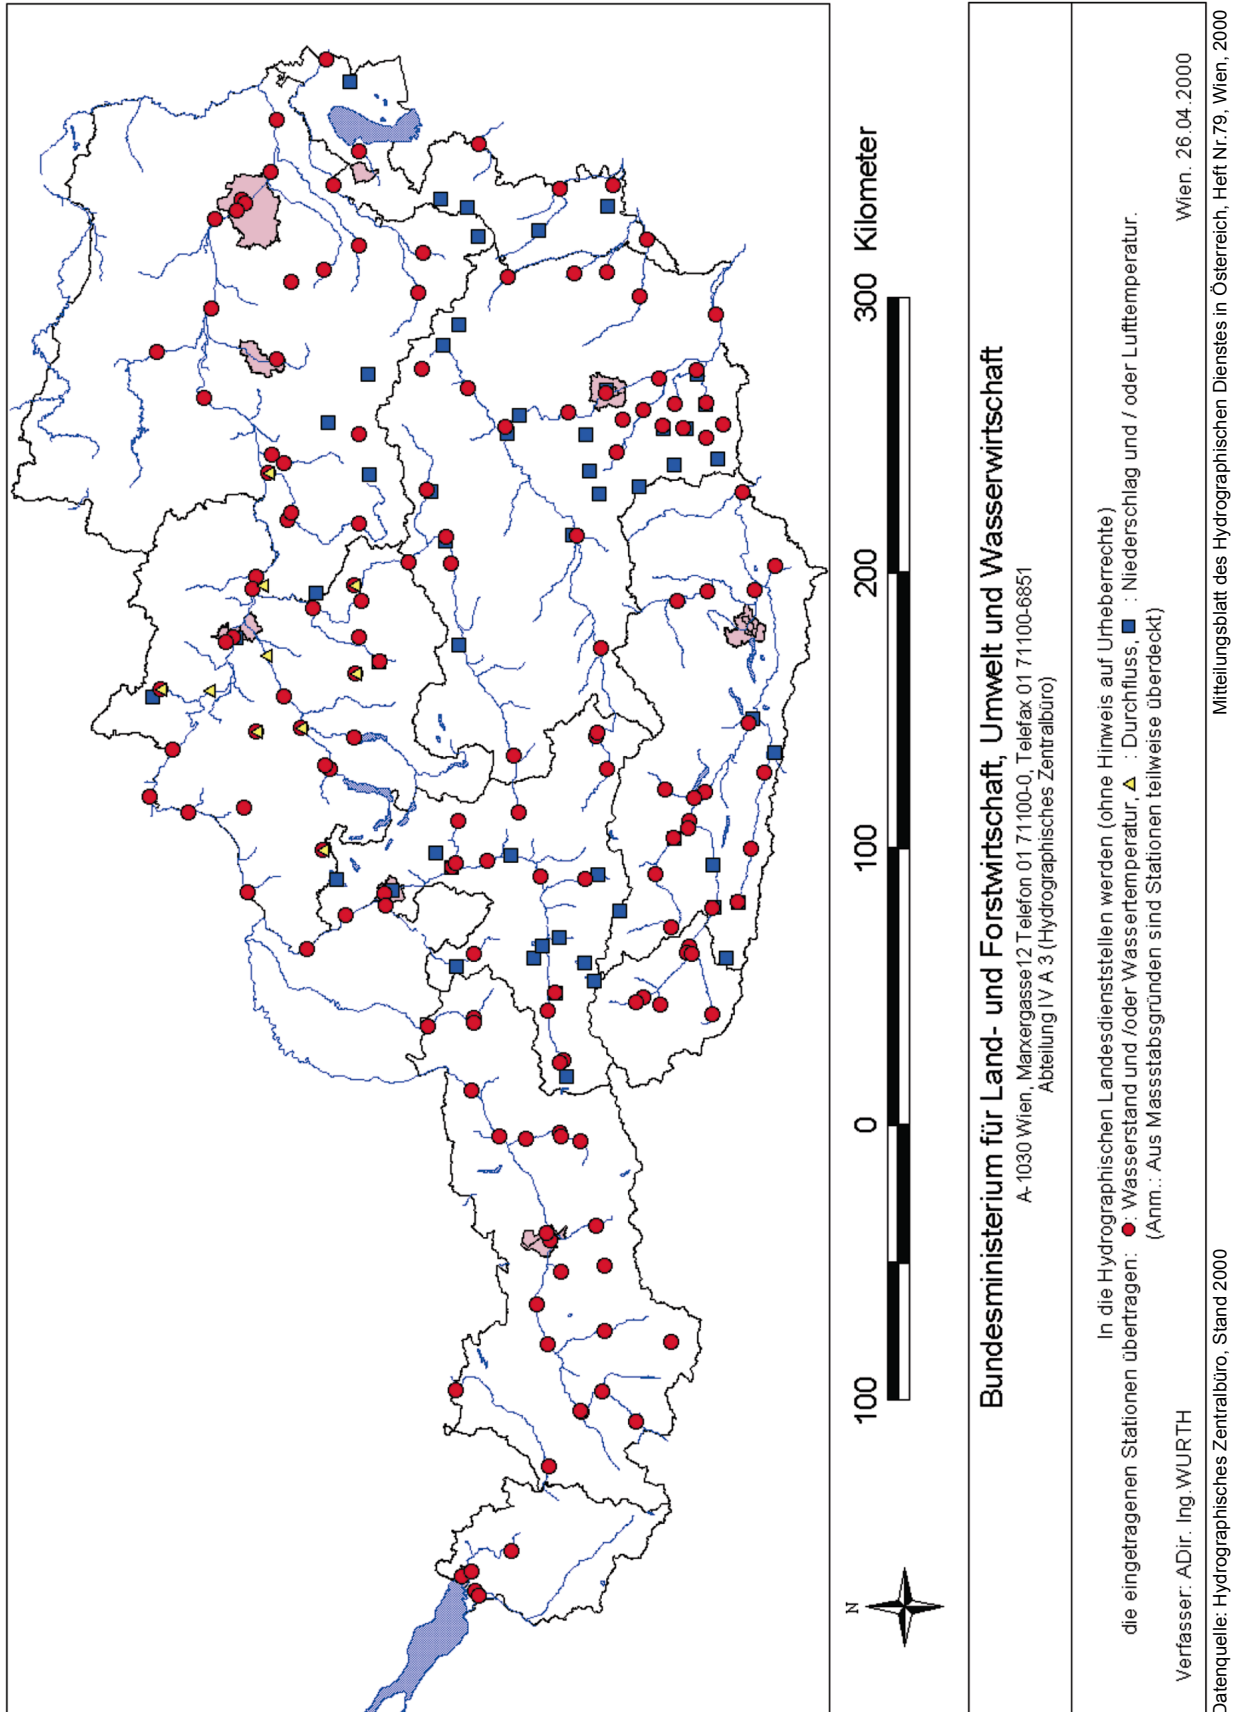 N
100 0 100 200 300 Kilometer
Bundesministerium für Land- und Forstwirtschaft, Umwelt und Wasserwirtschaft
A-1030 Wien, Marxergasse12 Telefon 01 71100-0, Telefax 01 71100-6851
Abteilung IV A 3 (Hydrographisches Zentralbüro)
In die Hydrographischen Landesdienststellen werden (ohne Hinweis auf Urheberrechte)
die eingetragenen Stationen übertragen: : Wasserstand und /oder Wassertemperatur, : Durchfluss, : Niederschlag und / oder Lufttemperatur.
(Anm.: Aus Massstabsgründen sind Stationen teilweise überdeckt)
Verfasser: ADir. Ing.WURTH Wien. 26.04.2000
Datenquelle: Hydrographisches Zentralbüro, Stand 2000 Mitteilungsblatt des Hydrographischen Dienstes in Österreich, Heft Nr.79, Wien, 2000